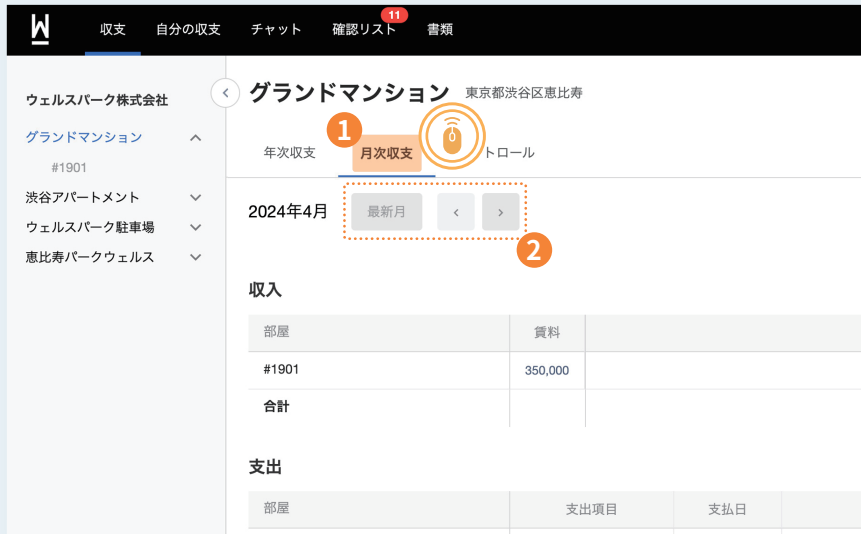 収支 自分の収支 チャット 確認リスト 11 書類
ウェルスパーク株式会社
グランドマンション
#1901
渋谷アパートメント
ウェルスパーク駐車場
恵比寿パークウェルス
グランドマンション 東京都渋谷区恵比寿
1
年次収支 月次収支 トロール
2024年4月 最新月 < >
2
収入
部屋 賃料
#1901 350,000
合計
支出
部屋 支出項目 支払日